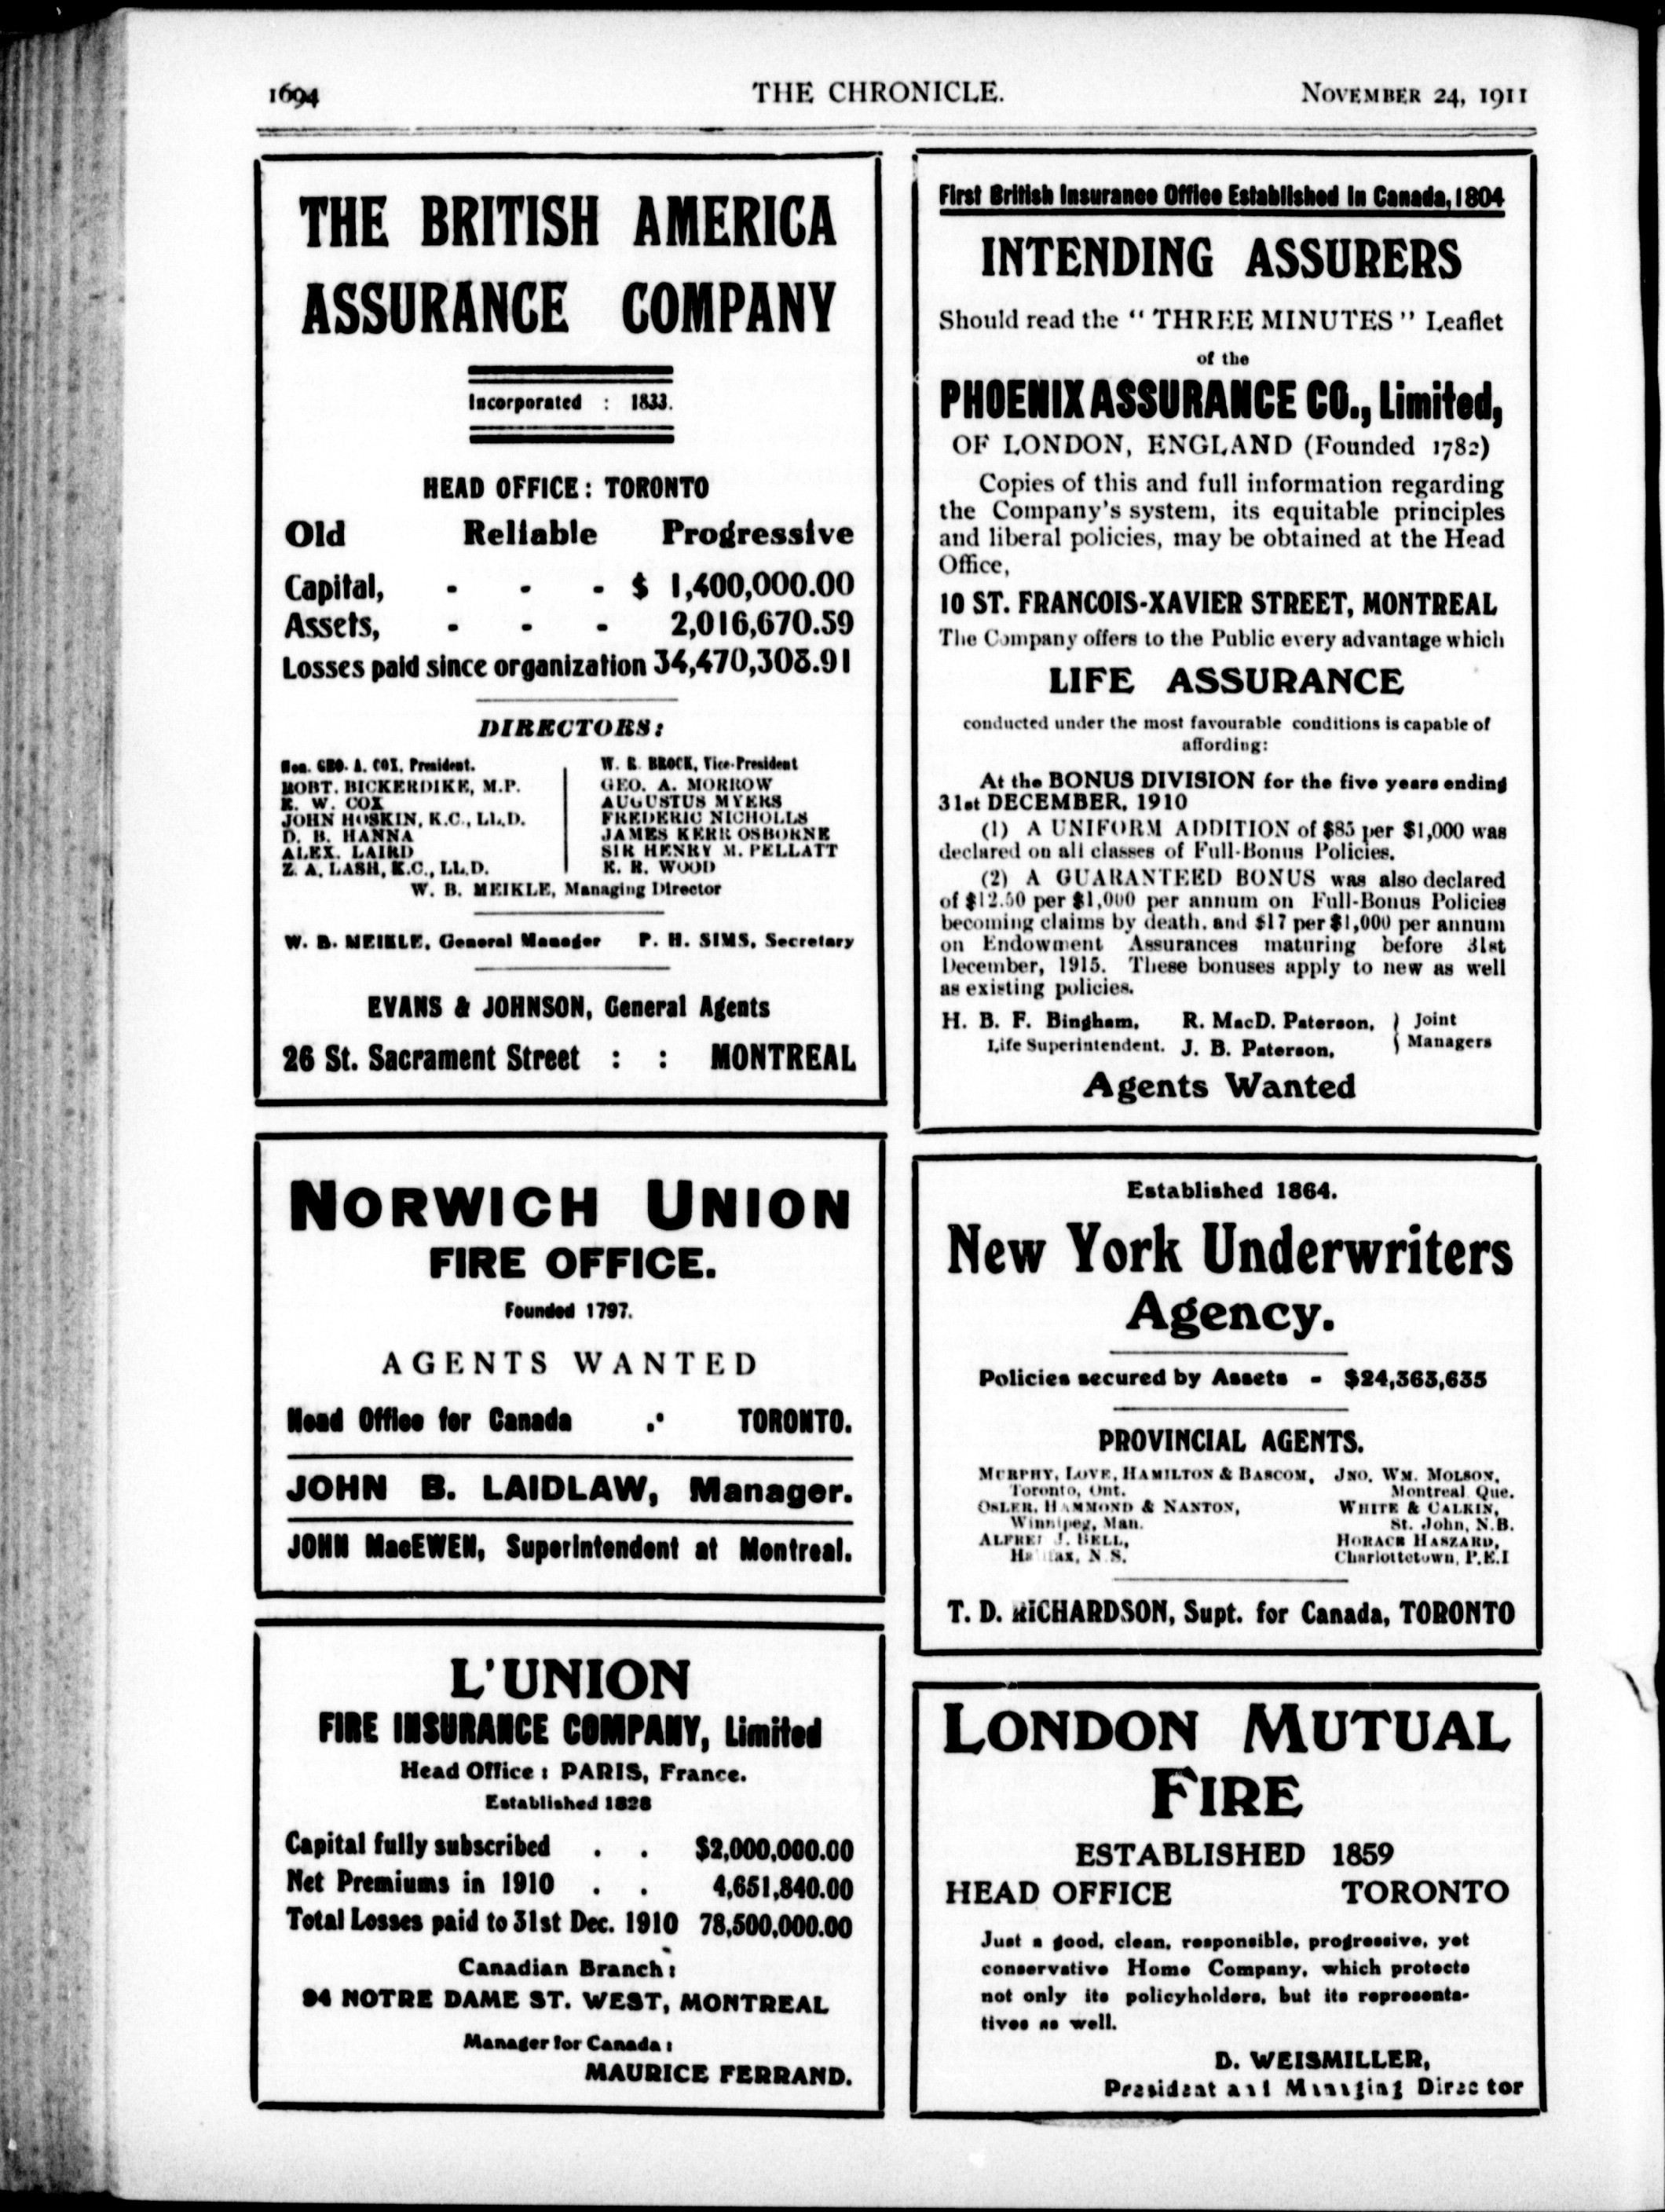 1694
THE CHRONICLE.
NOVEMBER 24, 1911
THE BRITISH AMERICA
ASSURANCE COMPANY
Incorporated : 1833.
HEAD OFFICE: TORONTO
Old Reliable Progressive
Capital, - - - $ 1,400,000.00
Assets, - - - 2,016,670.59
Losses paid since organization 34,470,308.91
DIRECTORS:
Hon. GEO. A. COX, President.
ROBT. BICKERDIKE, M.P.
E. W. COX
JOHN HOSKIN, K.C., LL.D.
D. B. HANNA
ALEX. LAIRD
Z. A. LASH, K.C., LL.D.
W. R. BROCK, Vice-President
GEO. A. MORROW
AUGUSTUS MYERS
FREDERIC NICHOLLS
JAMES KERR OSBORNE
SIR HENRY M. PELLATT
E. R. WOOD
W. B. MEIKLE, Managing Director
W. B. MEIKLE, General Manager P. H. SIMS, Secretary
EVANS & JOHNSON, General Agents
26 St. Sacrament Street : : MONTREAL
NORWICH UNION
FIRE OFFICE.
Founded 1797.
AGENTS WANTED
Head Office for Canada .· TORONTO.
JOHN B. LAIDLAW, Manager.
JOHN MacEWEN, Superintendent at Montreal.
L'UNION
FIRE INSURANCE COMPANY, Limited
Head Office : PARIS, France.
Established 1828
Capital fully subscribed . . $2,000,000.00
Net Premiums in 1910 . . 4,651,840.00
Total Losses paid to 31st Dec. 1910 78,500,000.00
Canadian Branch:
94 NOTRE DAME ST. WEST, MONTREAL
Manager for Canada :
MAURICE FERRAND.
First British Insurance Office Established in Canada, 1804
INTENDING ASSURERS
Should read the "THREE MINUTES" Leaflet
of the
PHOENIX ASSURANCE CO., Limited,
OF LONDON, ENGLAND (Founded 1782)
Copies of this and full information regarding
the Company's system, its equitable principles
and liberal policies, may be obtained at the Head
Office,
10 ST. FRANCOIS-XAVIER STREET, MONTREAL
The Company offers to the Public every advantage which
LIFE ASSURANCE
conducted under the most favourable conditions is capable of
affording:
At the BONUS DIVISION for the five years ending
31st DECEMBER, 1910
(1) A UNIFORM ADDITION of $85 per $1,000 was
declared on all classes of Full-Bonus Policies.
(2) A GUARANTEED BONUS was also declared
of $12.50 per $1,000 per annum on Full-Bonus Policies
becoming claims by death, and $17 per $1,000 per annum
on Endowment Assurances maturing before 31st
December, 1915. These bonuses apply to new as well
as existing policies.
H. B. F. Bingham, R. MacD. Paterson, } Joint
Life Superintendent. J. B. Paterson, } Managers
Agents Wanted
Established 1864.
New York Underwriters
Agency.
Policies secured by Assets - $24,363,635
PROVINCIAL AGENTS.
MURPHY, LOVE, HAMILTON & BASCOM,
Toronto, Ont.
OSLER, HAMMOND & NANTON,
Winnipeg, Man.
ALFRED J. BELL,
Halifax, N.S.
JNO. WM. MOLSON,
Montreal Que.
WHITE & CALKIN,
St. John, N.B.
HORACE HASZARD,
Charlottetown, P.E.I
T. D. RICHARDSON, Supt. for Canada, TORONTO
LONDON MUTUAL
FIRE
ESTABLISHED 1859
HEAD OFFICE TORONTO
Just a good, clean, responsible, progressive, yet
conservative Home Company, which protects
not only its policyholders, but its representa-
tives as well.
D. WEISMILLER,
President and Managing Director